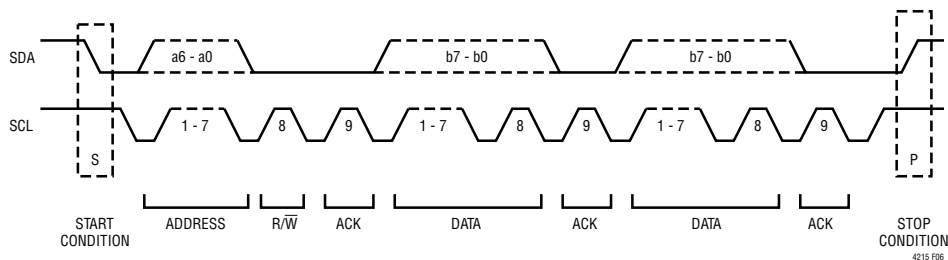 SDA
a6 - a0
b7 - b0
b7 - b0
SCL
1 - 7
8
9
1 - 7
8
9
1 - 7
8
9
S
P
START
CONDITION
ADDRESS
R/W̅
ACK
DATA
ACK
DATA
ACK
STOP
CONDITION
4215 F06